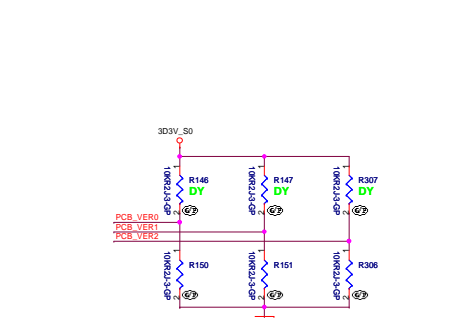 3D3V_S0
1
1
1
R146
R147
R307
DY
DY
DY
10KR2J-3-GP
10KR2J-3-GP
10KR2J-3-GP
2
2
2
PCB_VER0
PCB_VER1
PCB_VER2
1
1
1
R150
R151
R306
10KR2J-3-GP
10KR2J-3-GP
10KR2J-3-GP
2
2
2